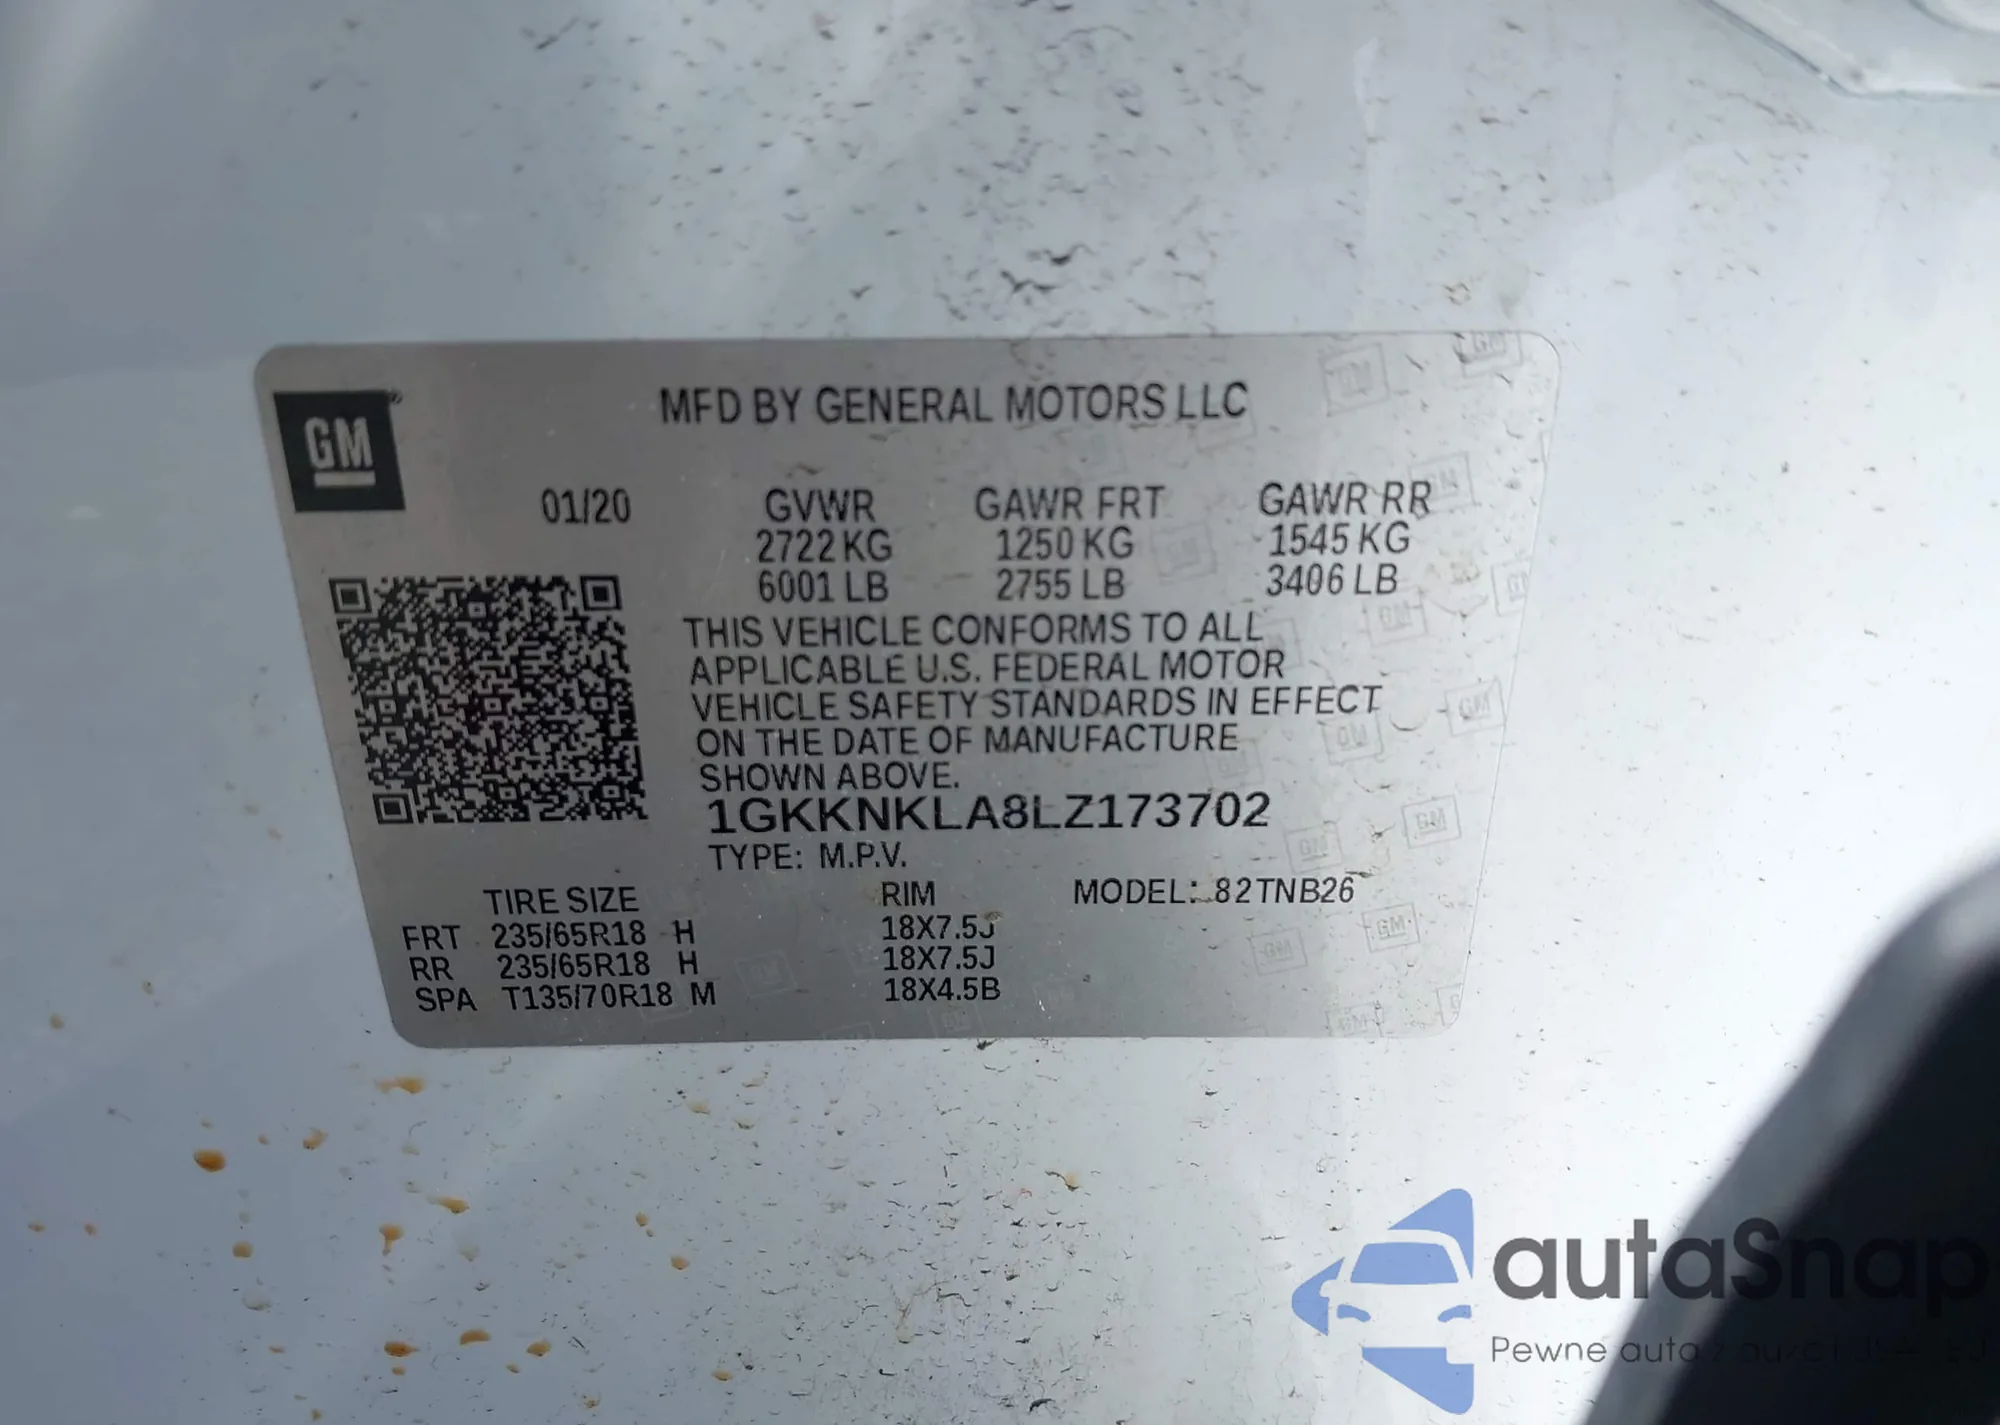 GM
MFD BY GENERAL MOTORS LLC
01/20 GVWR GAWR FRT GAWR RR
2722 KG 1250 KG 1545 KG
6001 LB 2755 LB 3406 LB
THIS VEHICLE CONFORMS TO ALL
APPLICABLE U.S. FEDERAL MOTOR
VEHICLE SAFETY STANDARDS IN EFFECT
ON THE DATE OF MANUFACTURE
SHOWN ABOVE.
1GKKNKLA8LZ173702
TYPE: M.P.V.
TIRE SIZE RIM MODEL: 82TNB26
FRT 235/65R18 H 18X7.5J
RR 235/65R18 H 18X7.5J
SPA T135/70R18 M 18X4.5B
autaSnap
Pewne auta z